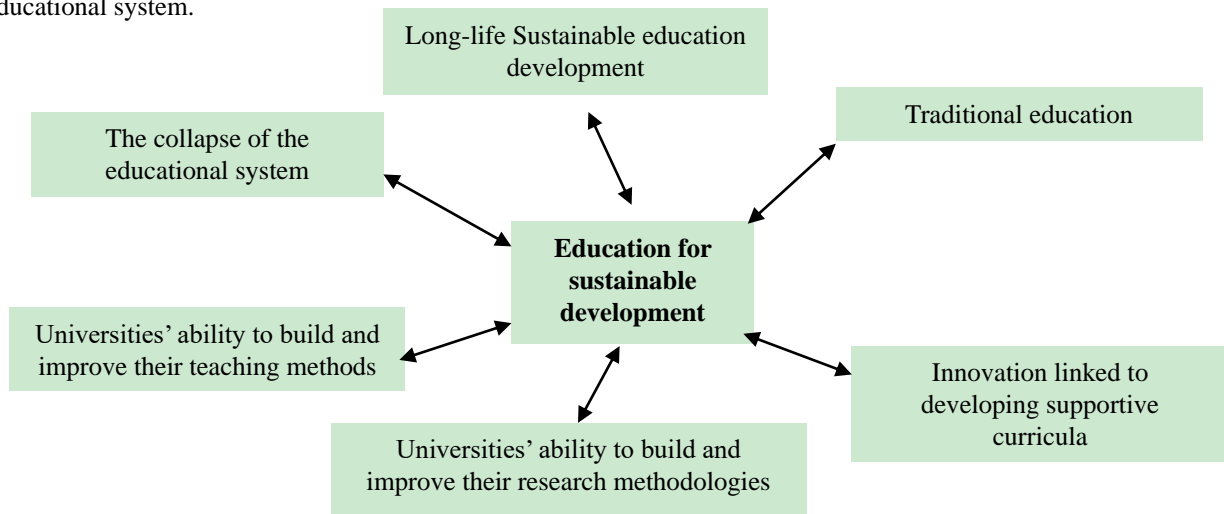 educational system.
Long-life Sustainable education
development
Traditional education
The collapse of the
educational system
Education for
sustainable
development
Universities’ ability to build and
improve their teaching methods
Innovation linked to
developing supportive
curricula
Universities’ ability to build and
improve their research methodologies